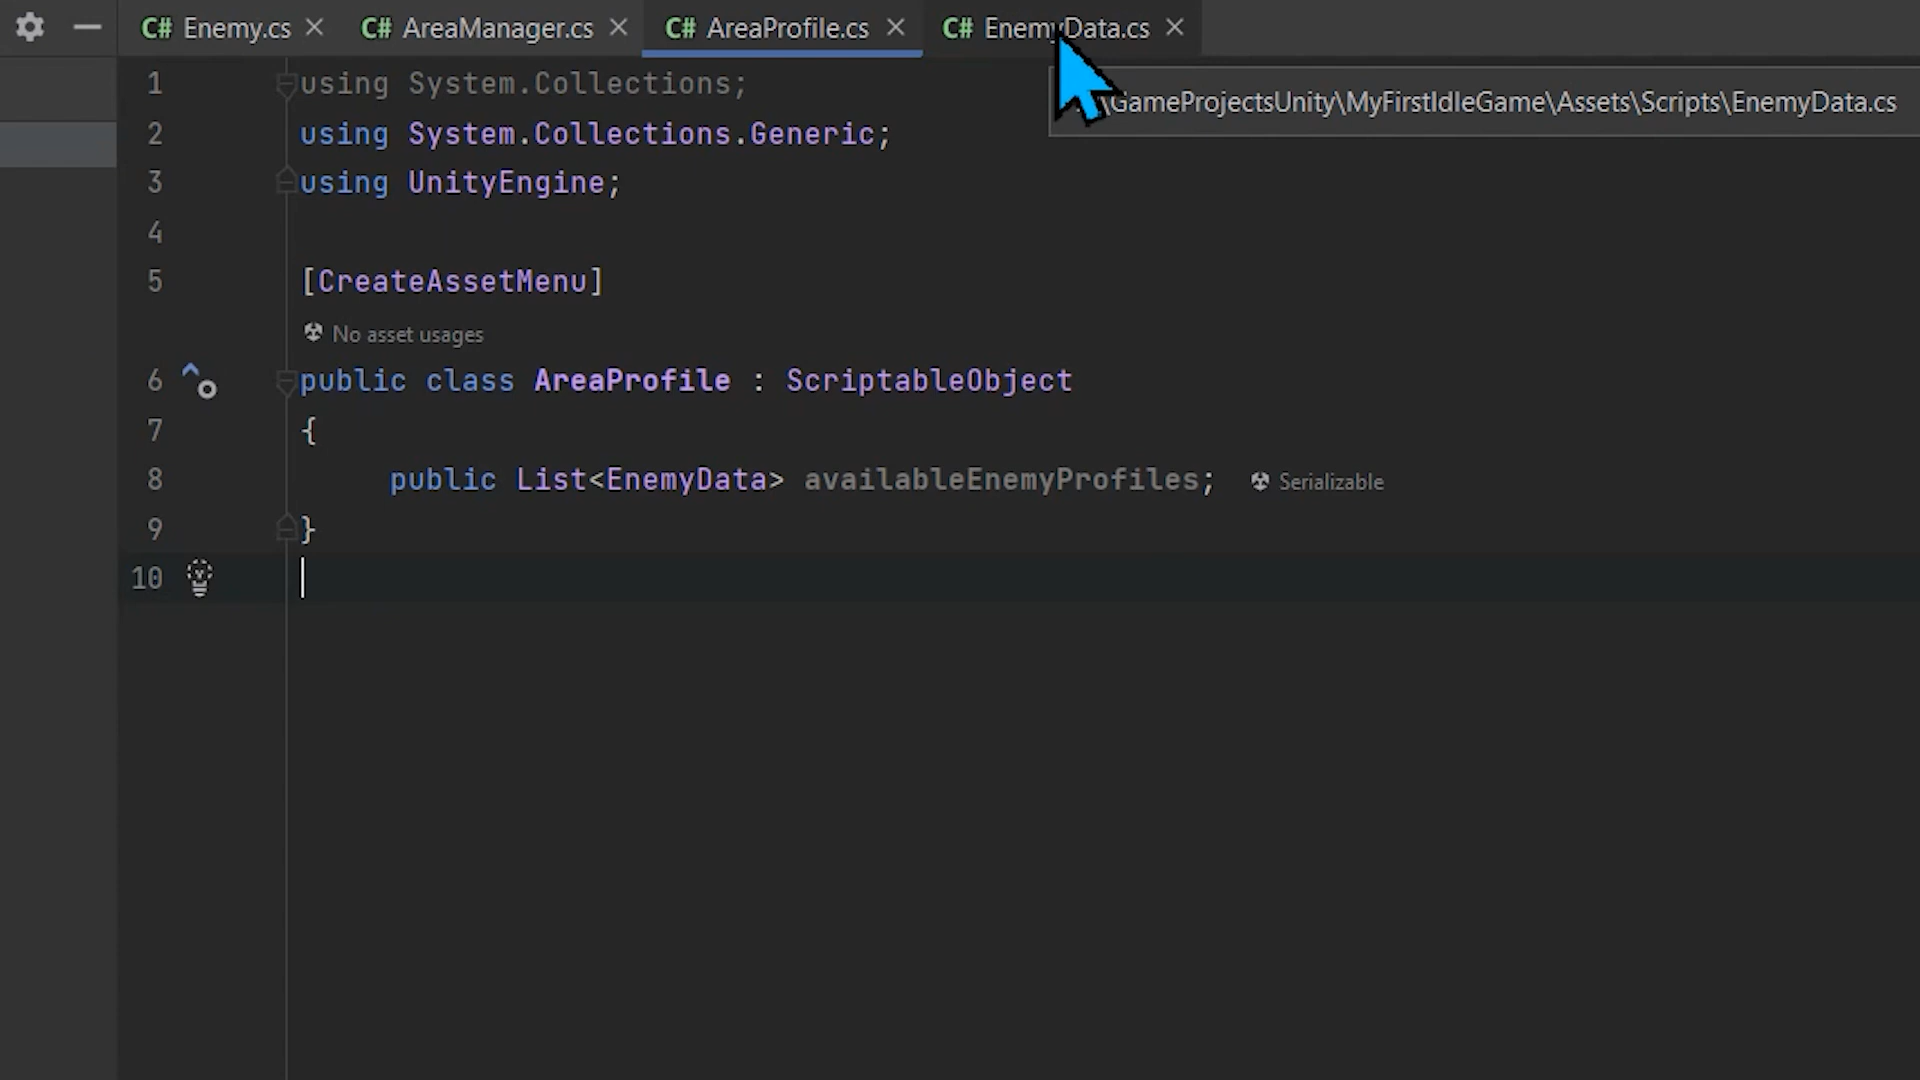 C# Enemy.cs × C# AreaManager.cs × C# AreaProfile.cs × C# EnemyData.cs ×
\GameProjectsUnity\MyFirstIdleGame\Assets\Scripts\EnemyData.cs
1 using System.Collections;
2 using System.Collections.Generic;
3 using UnityEngine;
4
5 [CreateAssetMenu]
No asset usages
6 public class AreaProfile : ScriptableObject
7 {
8 public List<EnemyData> availableEnemyProfiles; Serializable
9 }
10